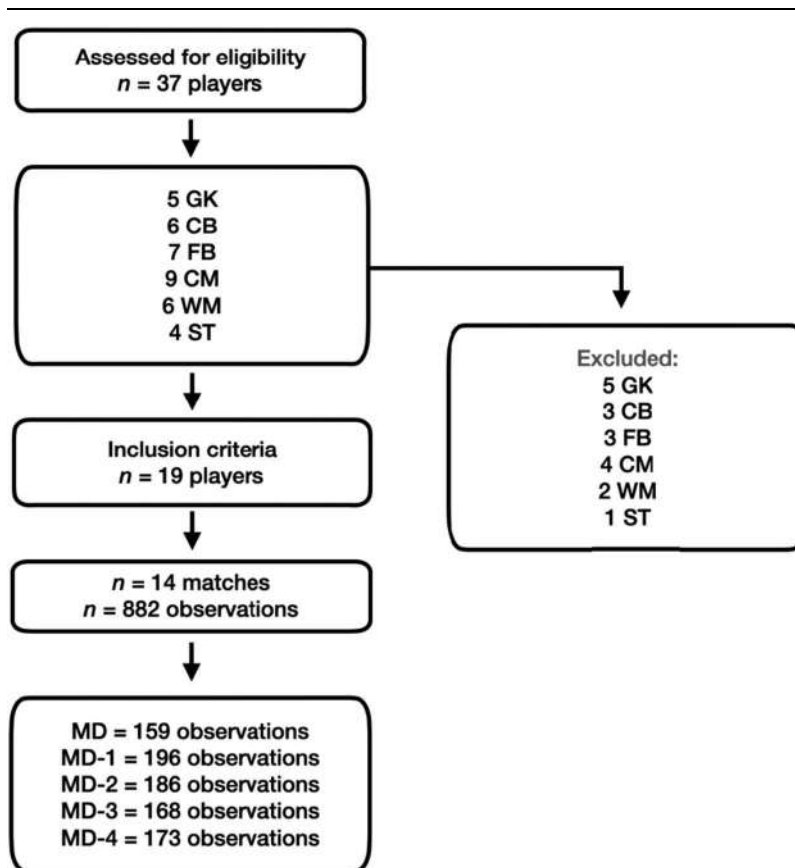 Assessed for eligibility
n = 37 players
5 GK
6 CB
7 FB
9 CM
6 WM
4 ST
Excluded:
5 GK
3 CB
3 FB
4 CM
2 WM
1 ST
Inclusion criteria
n = 19 players
n = 14 matches
n = 882 observations
MD = 159 observations
MD-1 = 196 observations
MD-2 = 186 observations
MD-3 = 168 observations
MD-4 = 173 observations